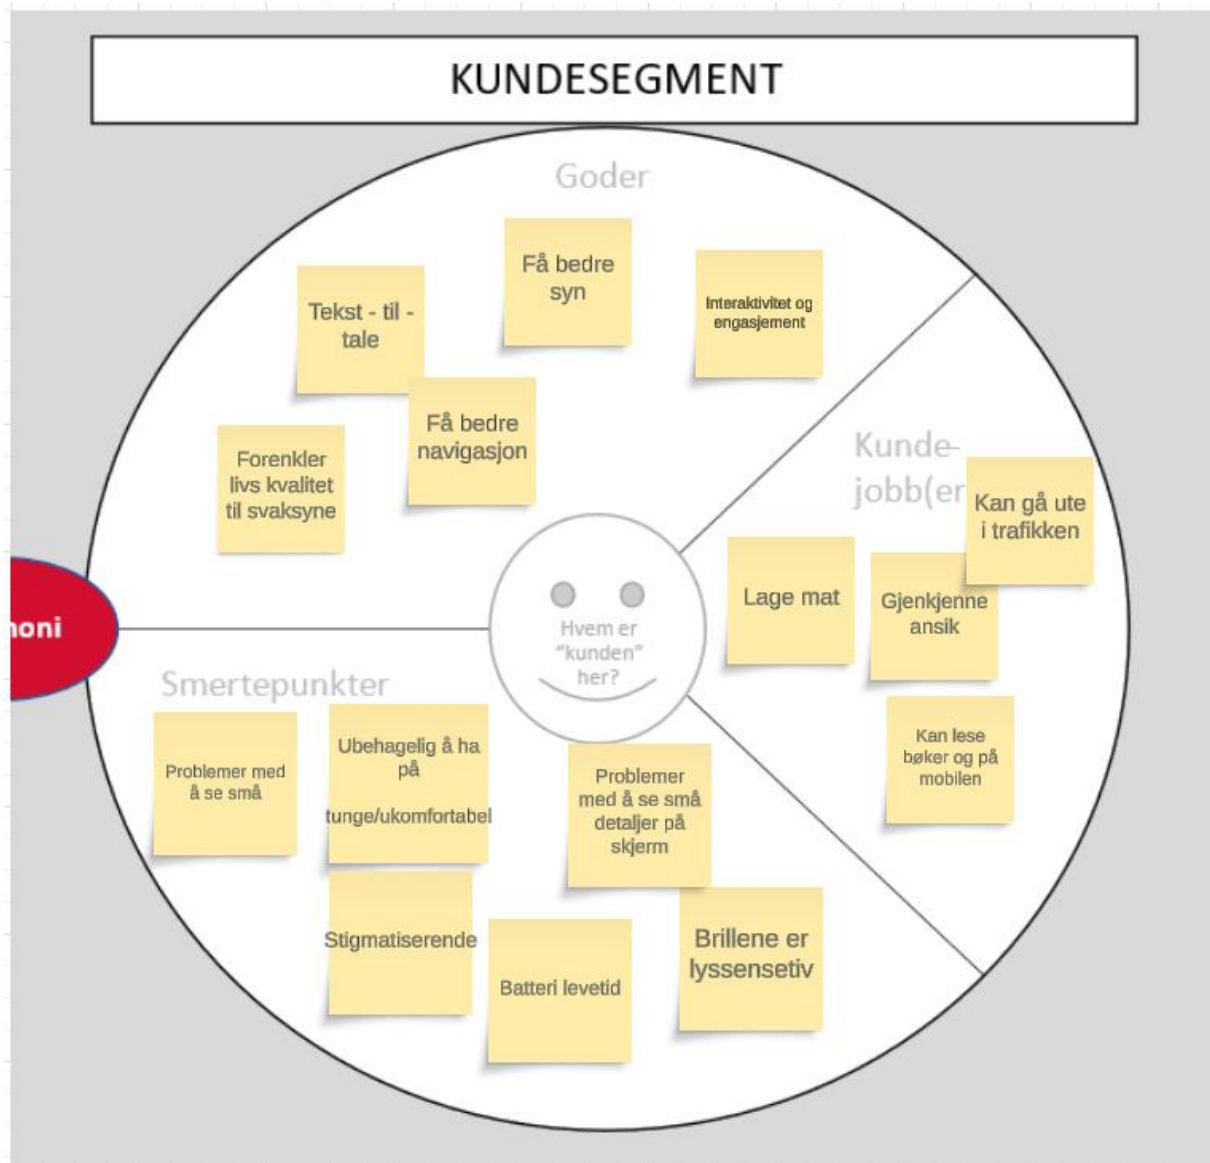 KUNDESEGMENT
Goder
Få bedre
syn
Interaktivitet og
engasjement
Tekst - til -
tale
Få bedre
navigasjon
Forenkler
livs kvalitet
til svaksyne
Kunde-
jobb(er
Kan gå ute
i trafikken
Lage mat
Gjenkjenne
ansik
Kan lese
bøker og på
mobilen
Hvem er
"kunden"
her?
noni
Smertepunkter
Problemer med
å se små
Ubehagelig å ha
på
tunge/ukomfortabel
Problemer
med å se små
detaljer på
skjerm
Stigmatiserende
Batteri levetid
Brillene er
lyssensetiv